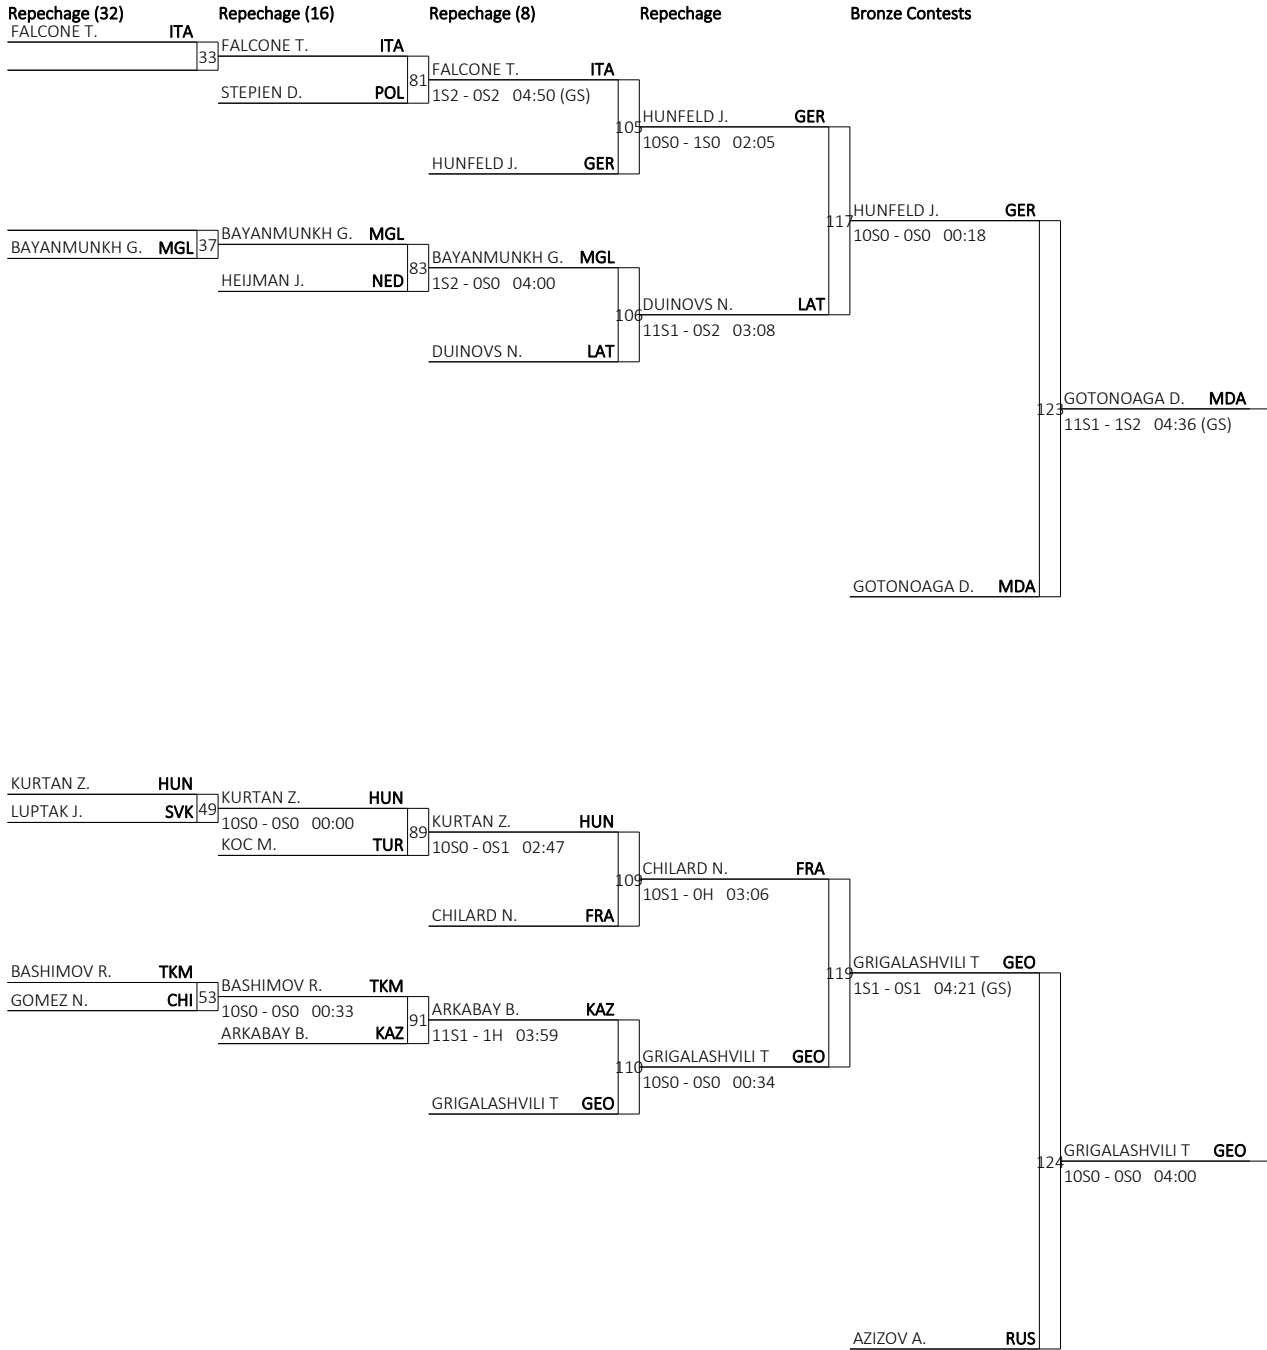 Repechage (32) Repechage (16) Repechage (8) Repechage Bronze Contests
FALCONE T. ITA
33
FALCONE T. ITA
STEPIEN D. POL
81
FALCONE T. ITA
1S2 - 0S2 04:50 (GS)
HUNFELD J. GER
105
HUNFELD J. GER
10S0 - 1S0 02:05
BAYANMUNKH G. MGL
37
BAYANMUNKH G. MGL
HEIJMAN J. NED
83
BAYANMUNKH G. MGL
1S2 - 0S0 04:00
DUINOVS N. LAT
106
DUINOVS N. LAT
11S1 - 0S2 03:08
117
HUNFELD J. GER
10S0 - 0S0 00:18
GOTONOAGA D. MDA
123
GOTONOAGA D. MDA
11S1 - 1S2 04:36 (GS)
KURTAN Z. HUN
LUPTAK J. SVK
49
KURTAN Z. HUN
10S0 - 0S0 00:00
KOC M. TUR
89
KURTAN Z. HUN
10S0 - 0S1 02:47
CHILARD N. FRA
109
CHILARD N. FRA
10S1 - 0H 03:06
BASHIMOV R. TKM
GOMEZ N. CHI
53
BASHIMOV R. TKM
10S0 - 0S0 00:33
ARKABAY B. KAZ
91
ARKABAY B. KAZ
11S1 - 1H 03:59
GRIGALASHVILI T GEO
110
GRIGALASHVILI T GEO
10S0 - 0S0 00:34
119
GRIGALASHVILI T GEO
1S1 - 0S1 04:21 (GS)
AZIZOV A. RUS
124
GRIGALASHVILI T GEO
10S0 - 0S0 04:00